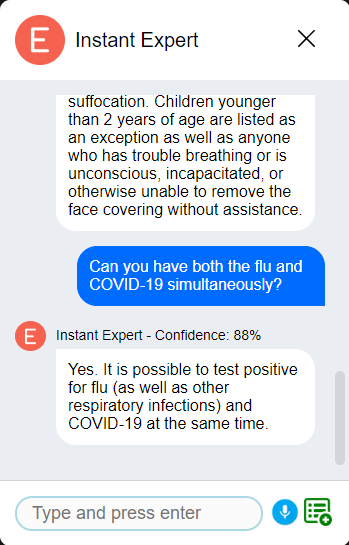 E Instant Expert
suffocation. Children younger
than 2 years of age are listed as
an exception as well as anyone
who has trouble breathing or is
unconscious, incapacitated, or
otherwise unable to remove the
face covering without assistance.
Can you have both the flu and
COVID-19 simultaneously?
E Instant Expert - Confidence: 88%
Yes. It is possible to test positive
for flu (as well as other
respiratory infections) and
COVID-19 at the same time.
Type and press enter